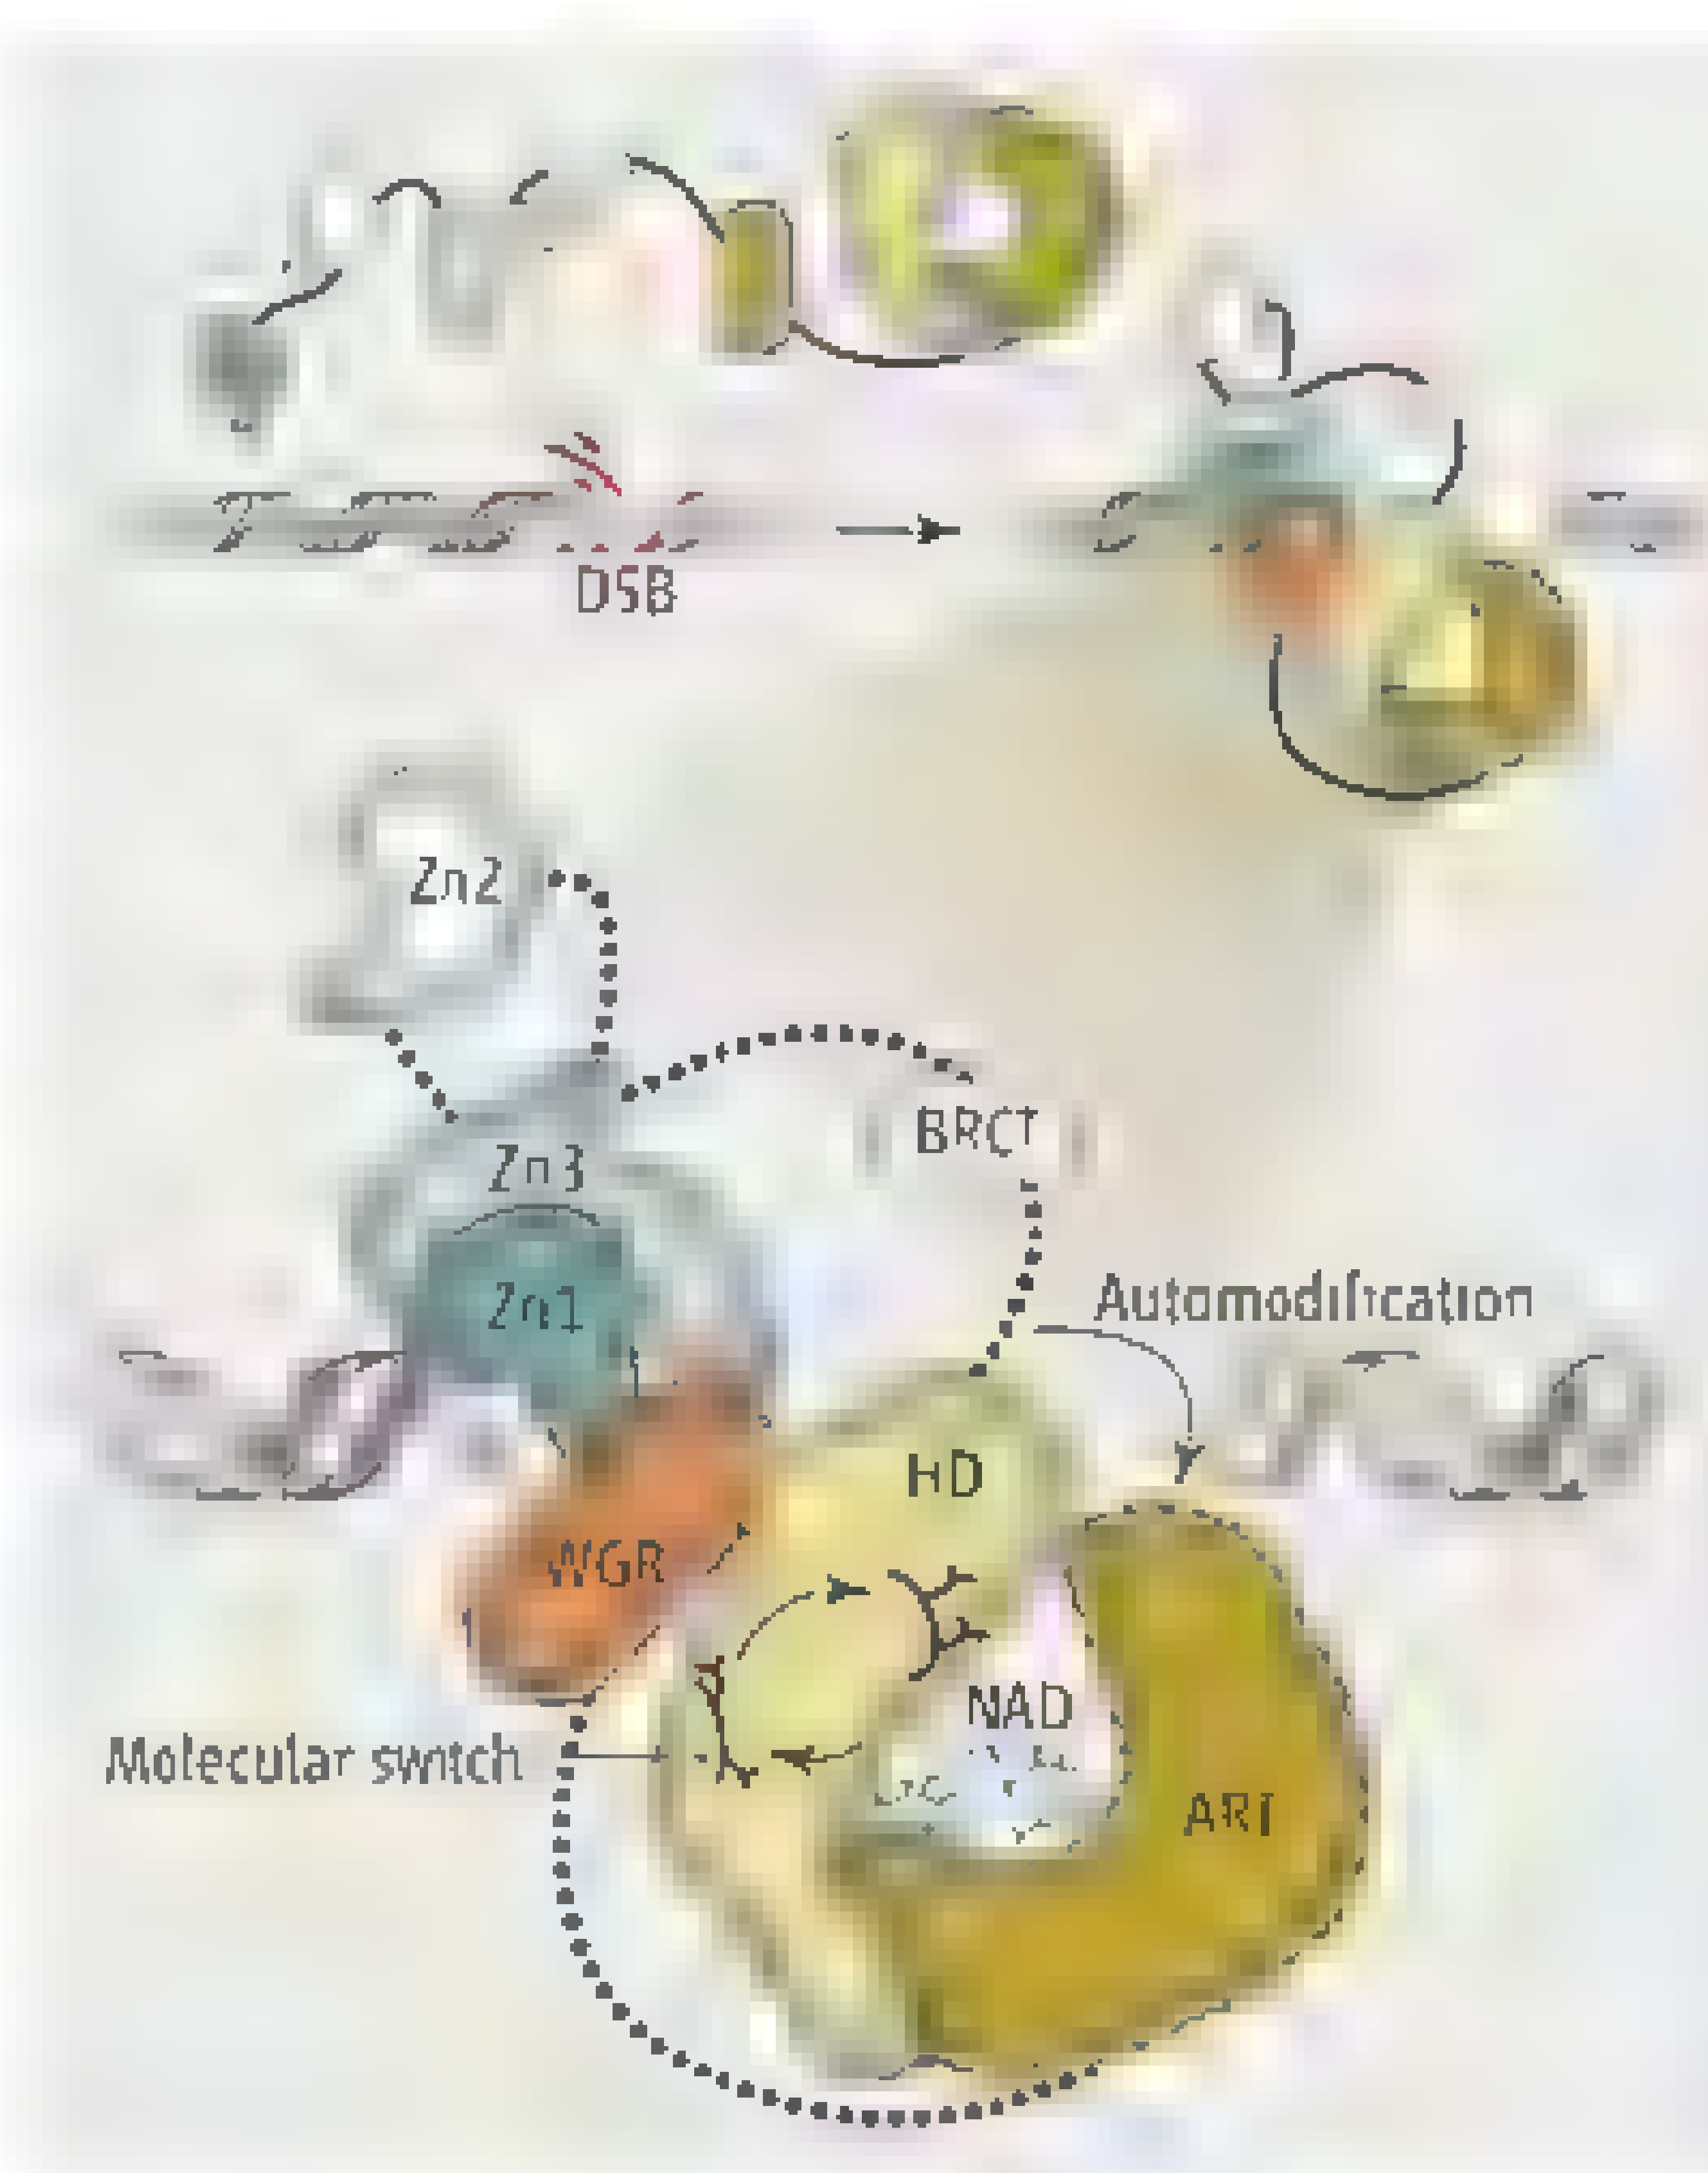 DSB
Zn2
BRCT
Zn3
Zn1
Automodification
HD
WGR
NAD
Molecular switch
ART